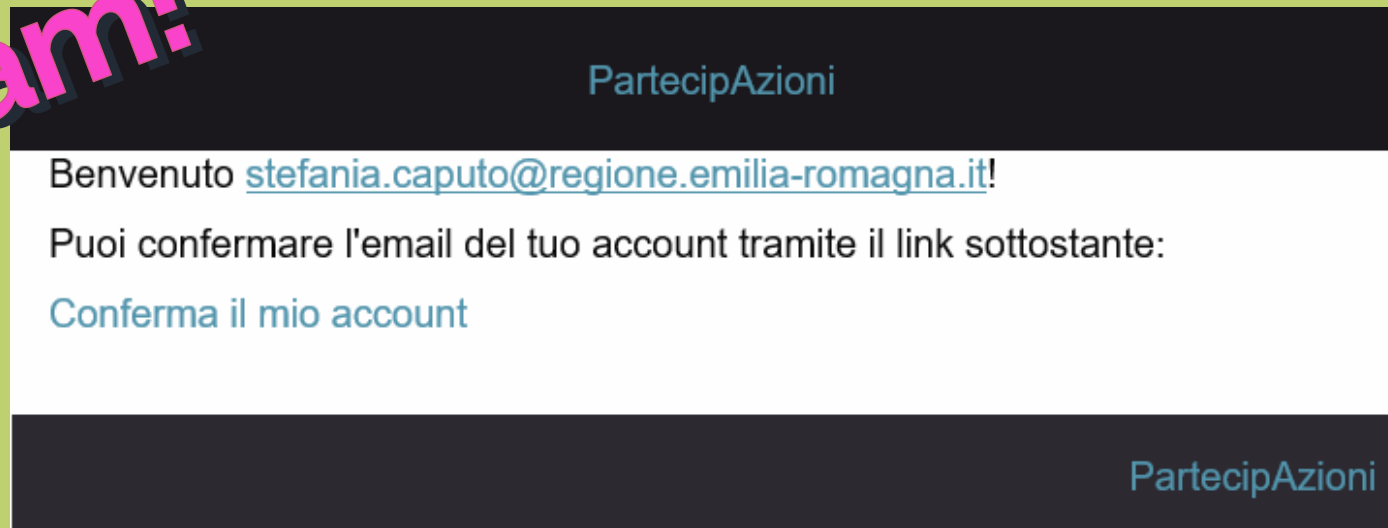 PartecipAzioni
Benvenuto stefania.caputo@regione.emilia-romagna.it!
Puoi confermare l'email del tuo account tramite il link sottostante:
Conferma il mio account
PartecipAzioni